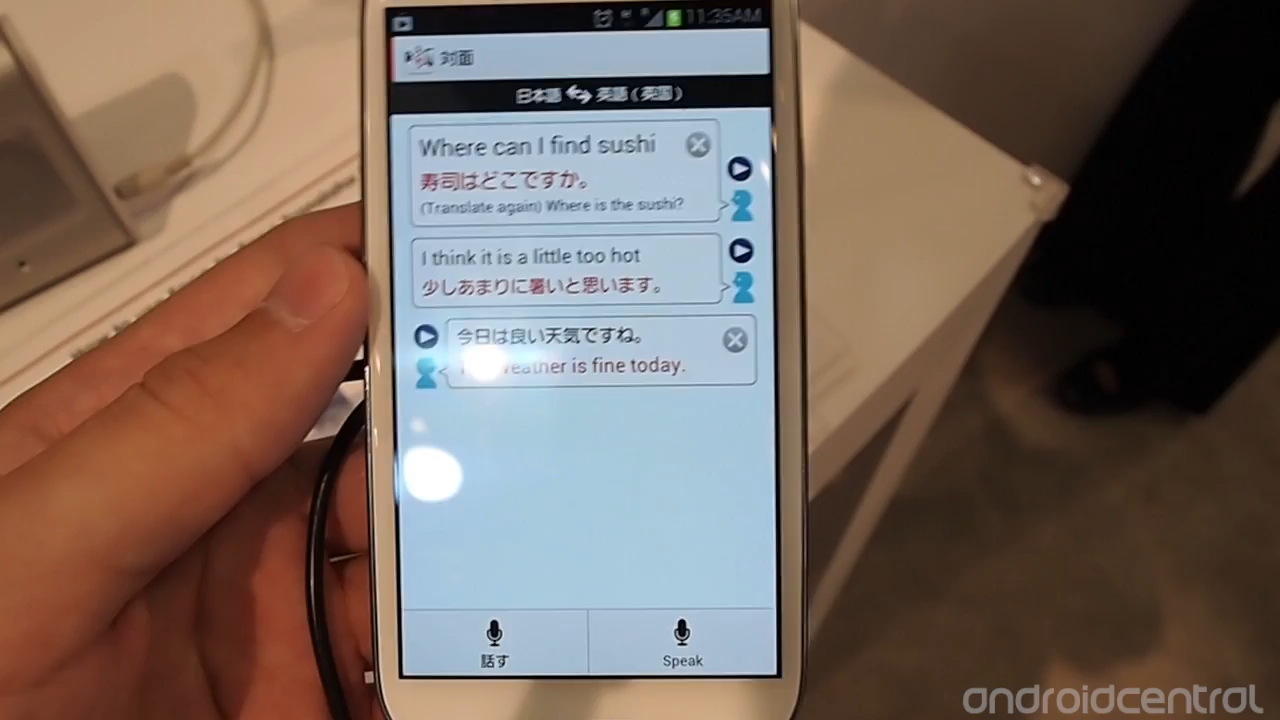 11:35AM
対面
日本語 英語(英国)
Where can I find sushi
寿司はどこですか。
(Translate again) Where is the sushi?
I think it is a little too hot
少しあまりに暑いと思います。
今日は良い天気ですね。
weather is fine today.
話す
Speak
androidcentral